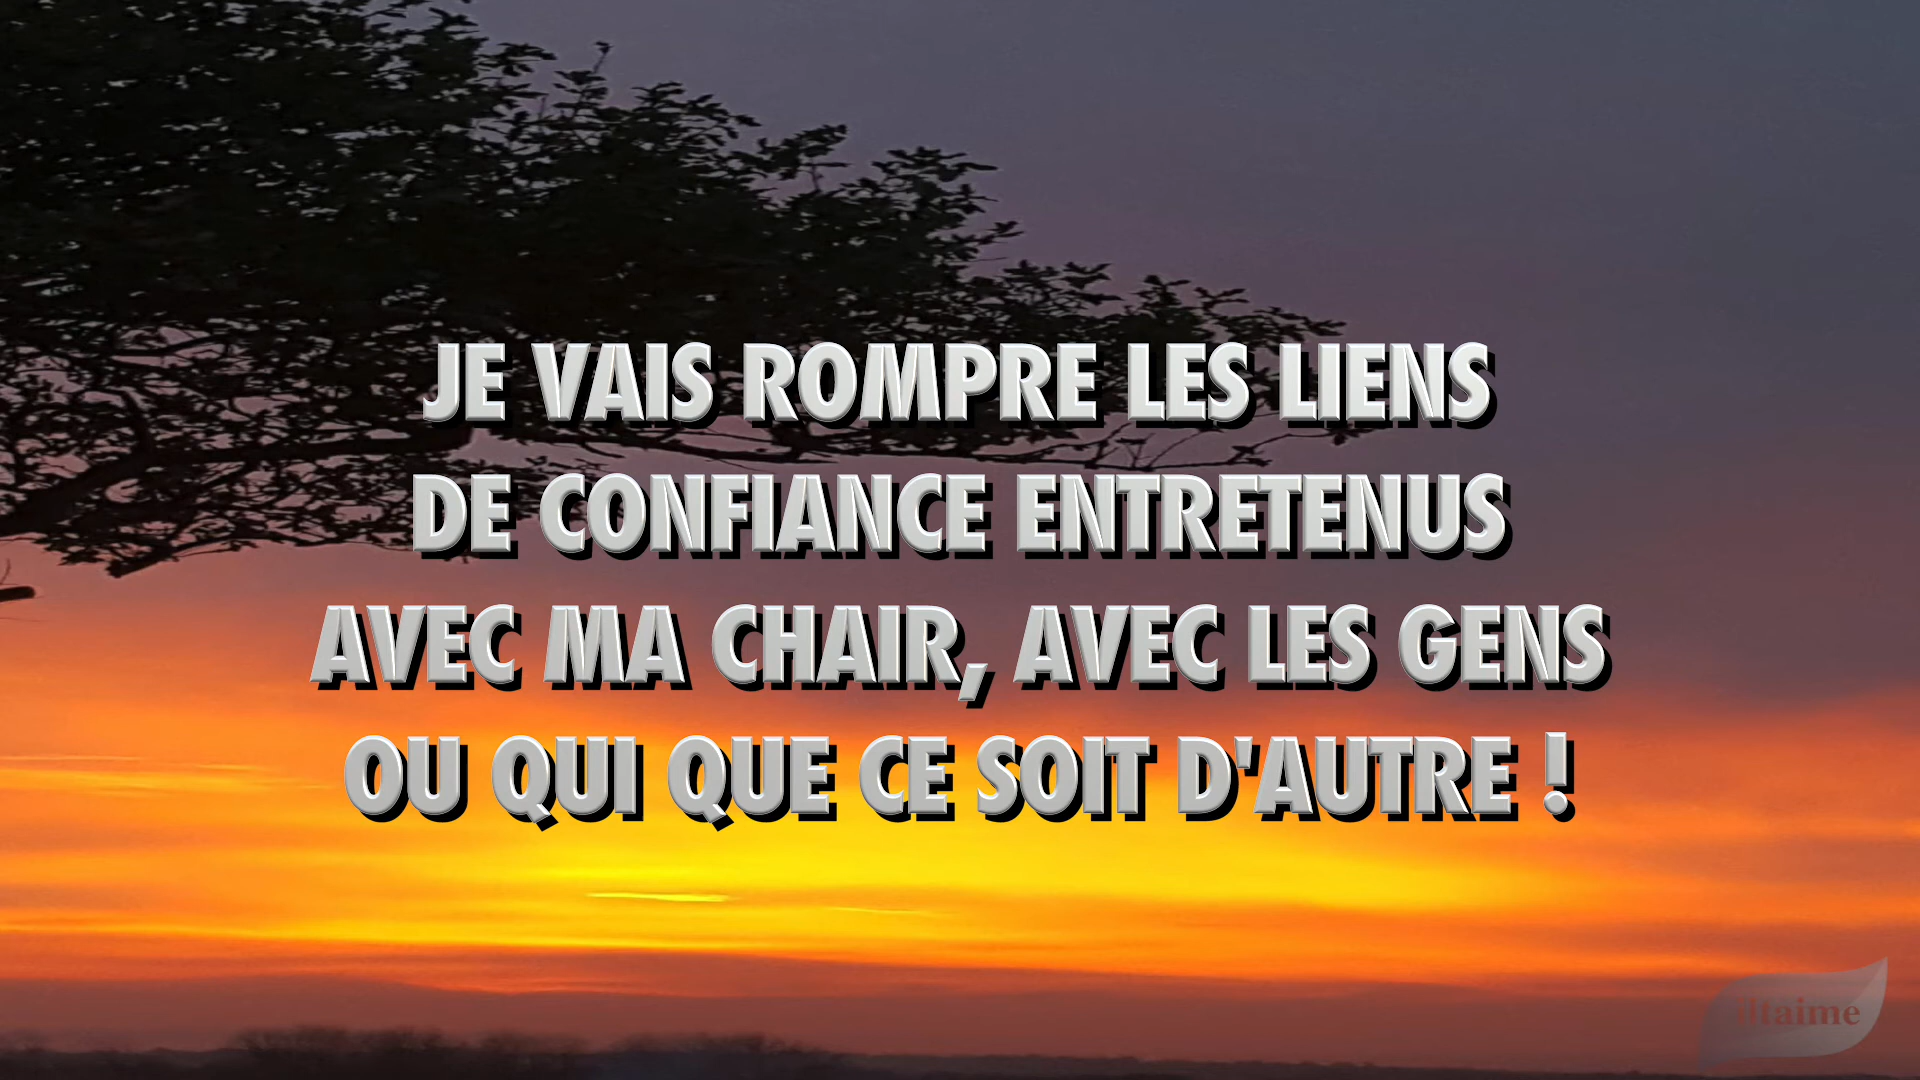 JE VAIS ROMPRE LES LIENS
DE CONFIANCE ENTRETENUS
AVEC MA CHAIR, AVEC LES GENS
OU QUI QUE CE SOIT D'AUTRE !
iltaime